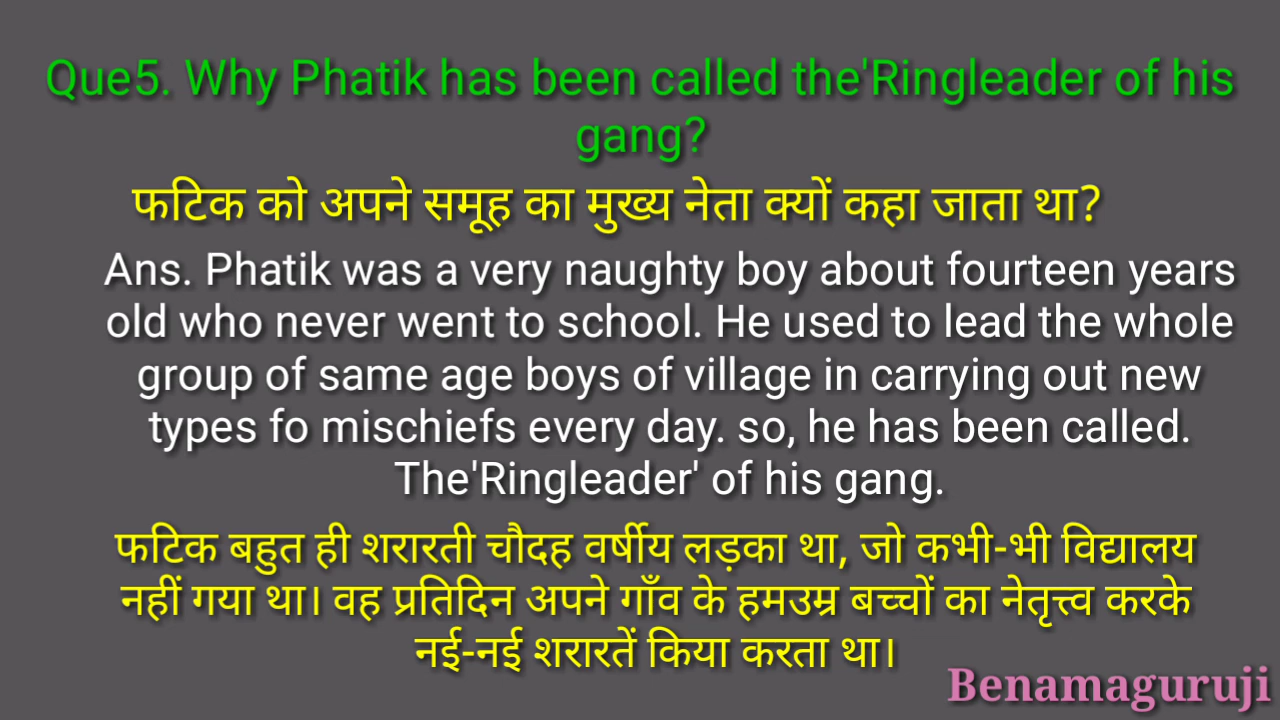 Que5. Why Phatik has been called the'Ringleader of his
gang?
फटिक को अपने समूह का मुख्य नेता क्यों कहा जाता था?
Ans. Phatik was a very naughty boy about fourteen years
old who never went to school. He used to lead the whole
group of same age boys of village in carrying out new
types fo mischiefs every day. so, he has been called.
The'Ringleader' of his gang.
फटिक बहुत ही शरारती चौदह वर्षीय लड़का था, जो कभी-भी विद्यालय
नहीं गया था। वह प्रतिदिन अपने गाँव के हमउम्र बच्चों का नेतृत्त्व करके
नई-नई शरारतें किया करता था।
Benamaguruji